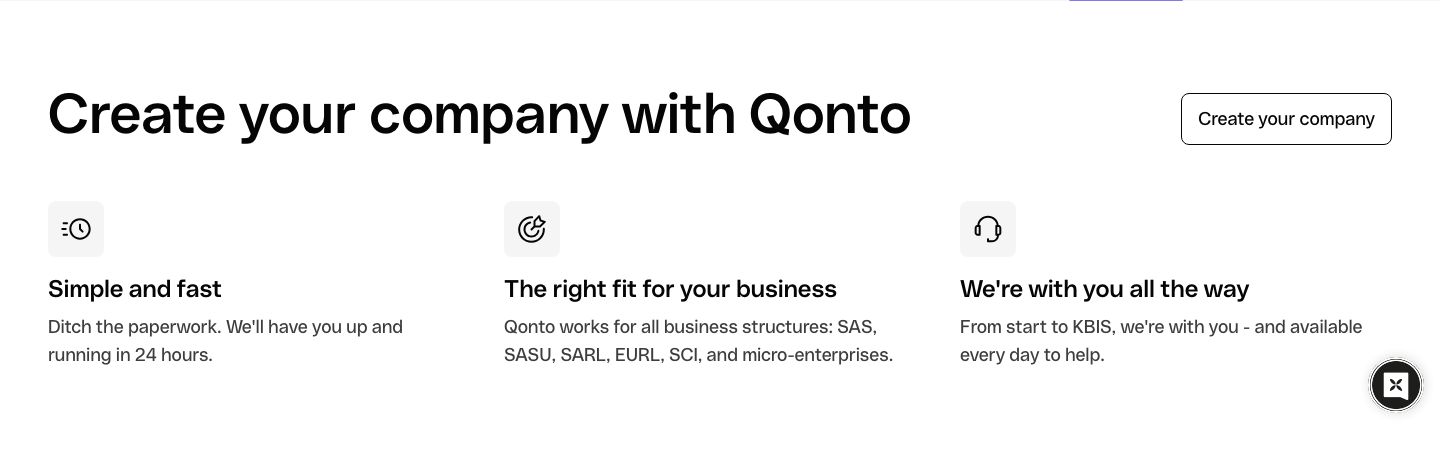 Create your company with Qonto
Create your company
Simple and fast
Ditch the paperwork. We'll have you up and
running in 24 hours.
The right fit for your business
Qonto works for all business structures: SAS,
SASU, SARL, EURL, SCI, and micro-enterprises.
We're with you all the way
From start to KBIS, we're with you - and available
every day to help.